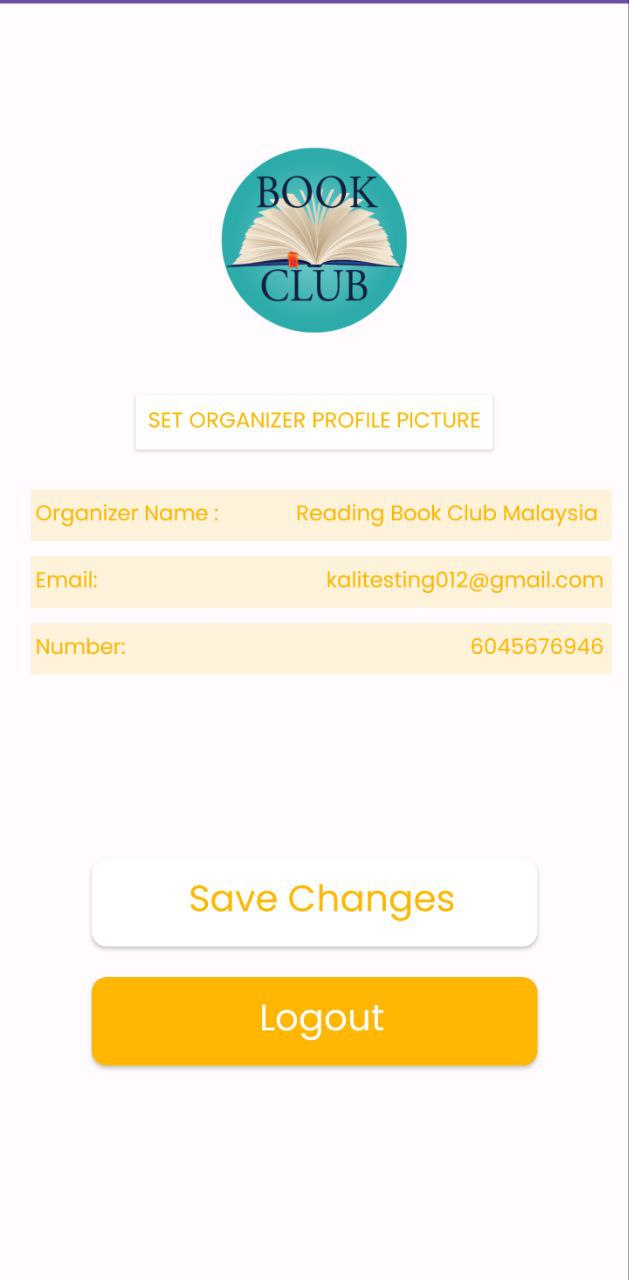 BOOK
CLUB
SET ORGANIZER PROFILE PICTURE
Organizer Name : Reading Book Club Malaysia
Email: kalitesting012@gmail.com
Number: 6045676946
Save Changes
Logout